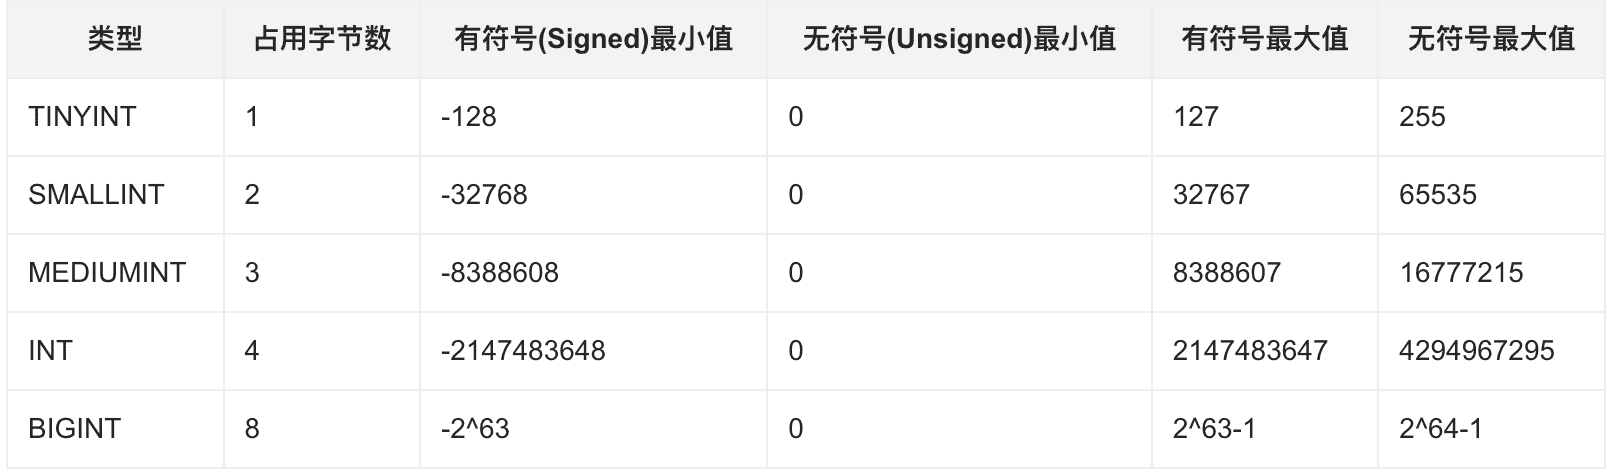 类型 占用字节数 有符号(Signed)最小值 无符号(Unsigned)最小值 有符号最大值 无符号最大值
TINYINT 1 -128 0 127 255
SMALLINT 2 -32768 0 32767 65535
MEDIUMINT 3 -8388608 0 8388607 16777215
INT 4 -2147483648 0 2147483647 4294967295
BIGINT 8 -2^63 0 2^63-1 2^64-1